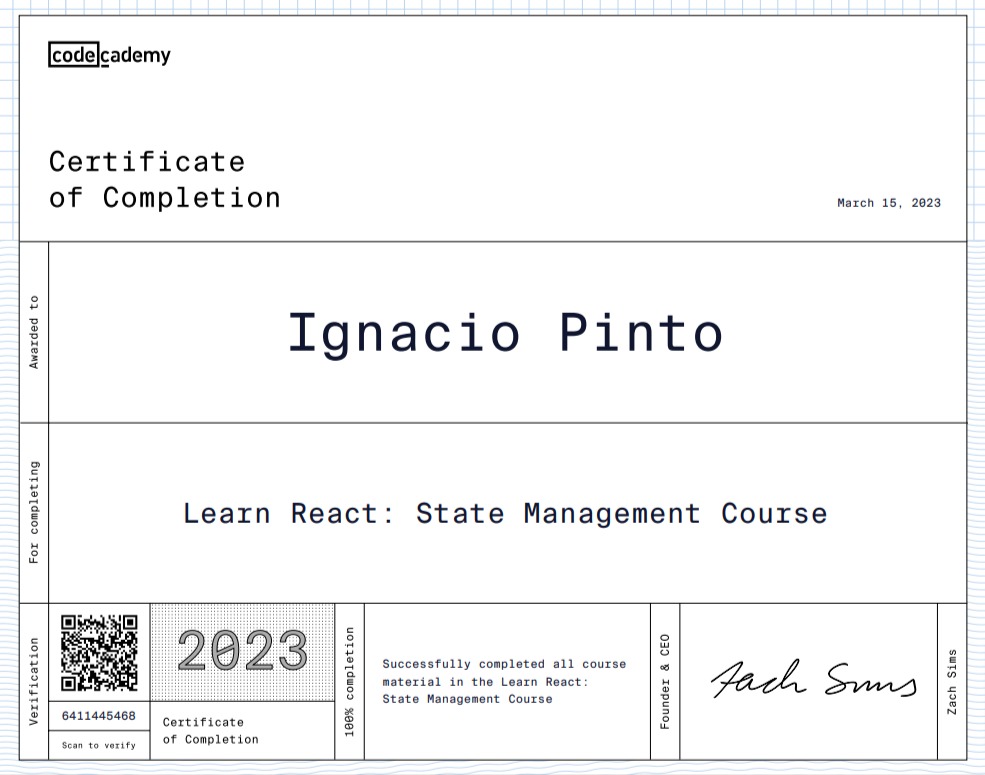 codecademy
Certificate
of Completion
March 15, 2023
Awarded to
Ignacio Pinto
For completing
Learn React: State Management Course
Verification
6411445468
Scan to verify
2023
Certificate
of Completion
100% completion
Successfully completed all course
material in the Learn React:
State Management Course
Founder & CEO
Zach Sims
Zach Sims